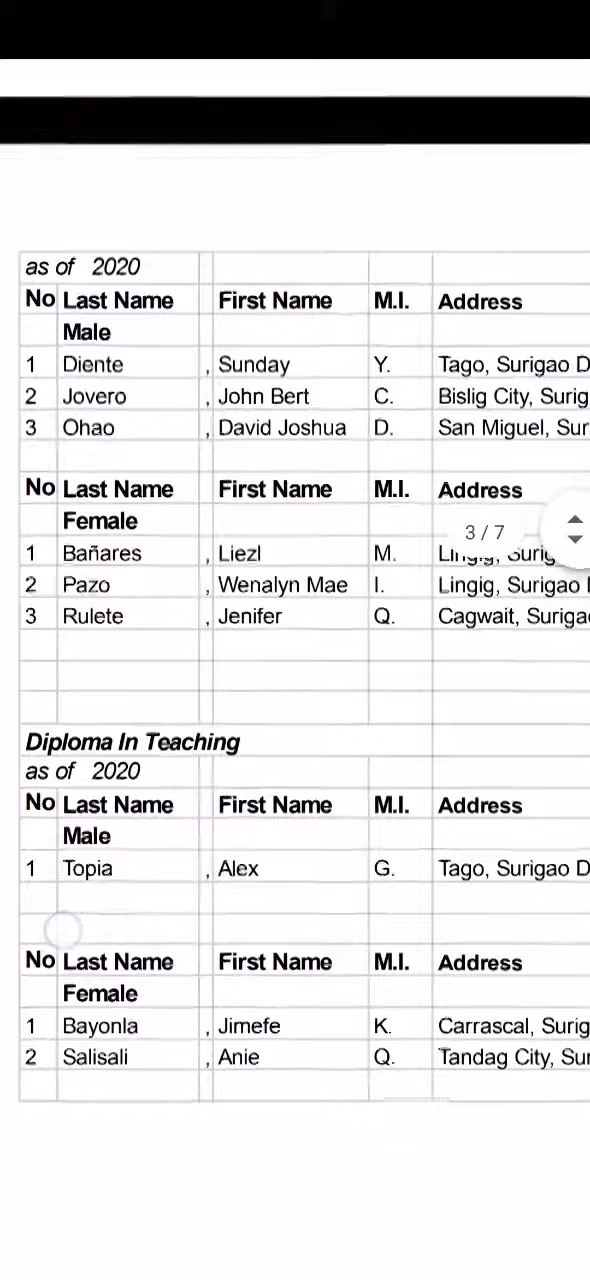 as of 2020
No Last Name First Name M.I. Address
Male
1 Diente , Sunday Y. Tago, Surigao D
2 Jovero , John Bert C. Bislig City, Surig
3 Ohao , David Joshua D. San Miguel, Sur
No Last Name First Name M.I. Address
Female
3 / 7
1 Bañares , Liezl M. Lingig, Surig
2 Pazo , Wenalyn Mae I. Lingig, Surigao
3 Rulete , Jenifer Q. Cagwait, Suriga
Diploma In Teaching
as of 2020
No Last Name First Name M.I. Address
Male
1 Topia , Alex G. Tago, Surigao D
No Last Name First Name M.I. Address
Female
1 Bayonla , Jimefe K. Carrascal, Surig
2 Salisali , Anie Q. Tandag City, Sur